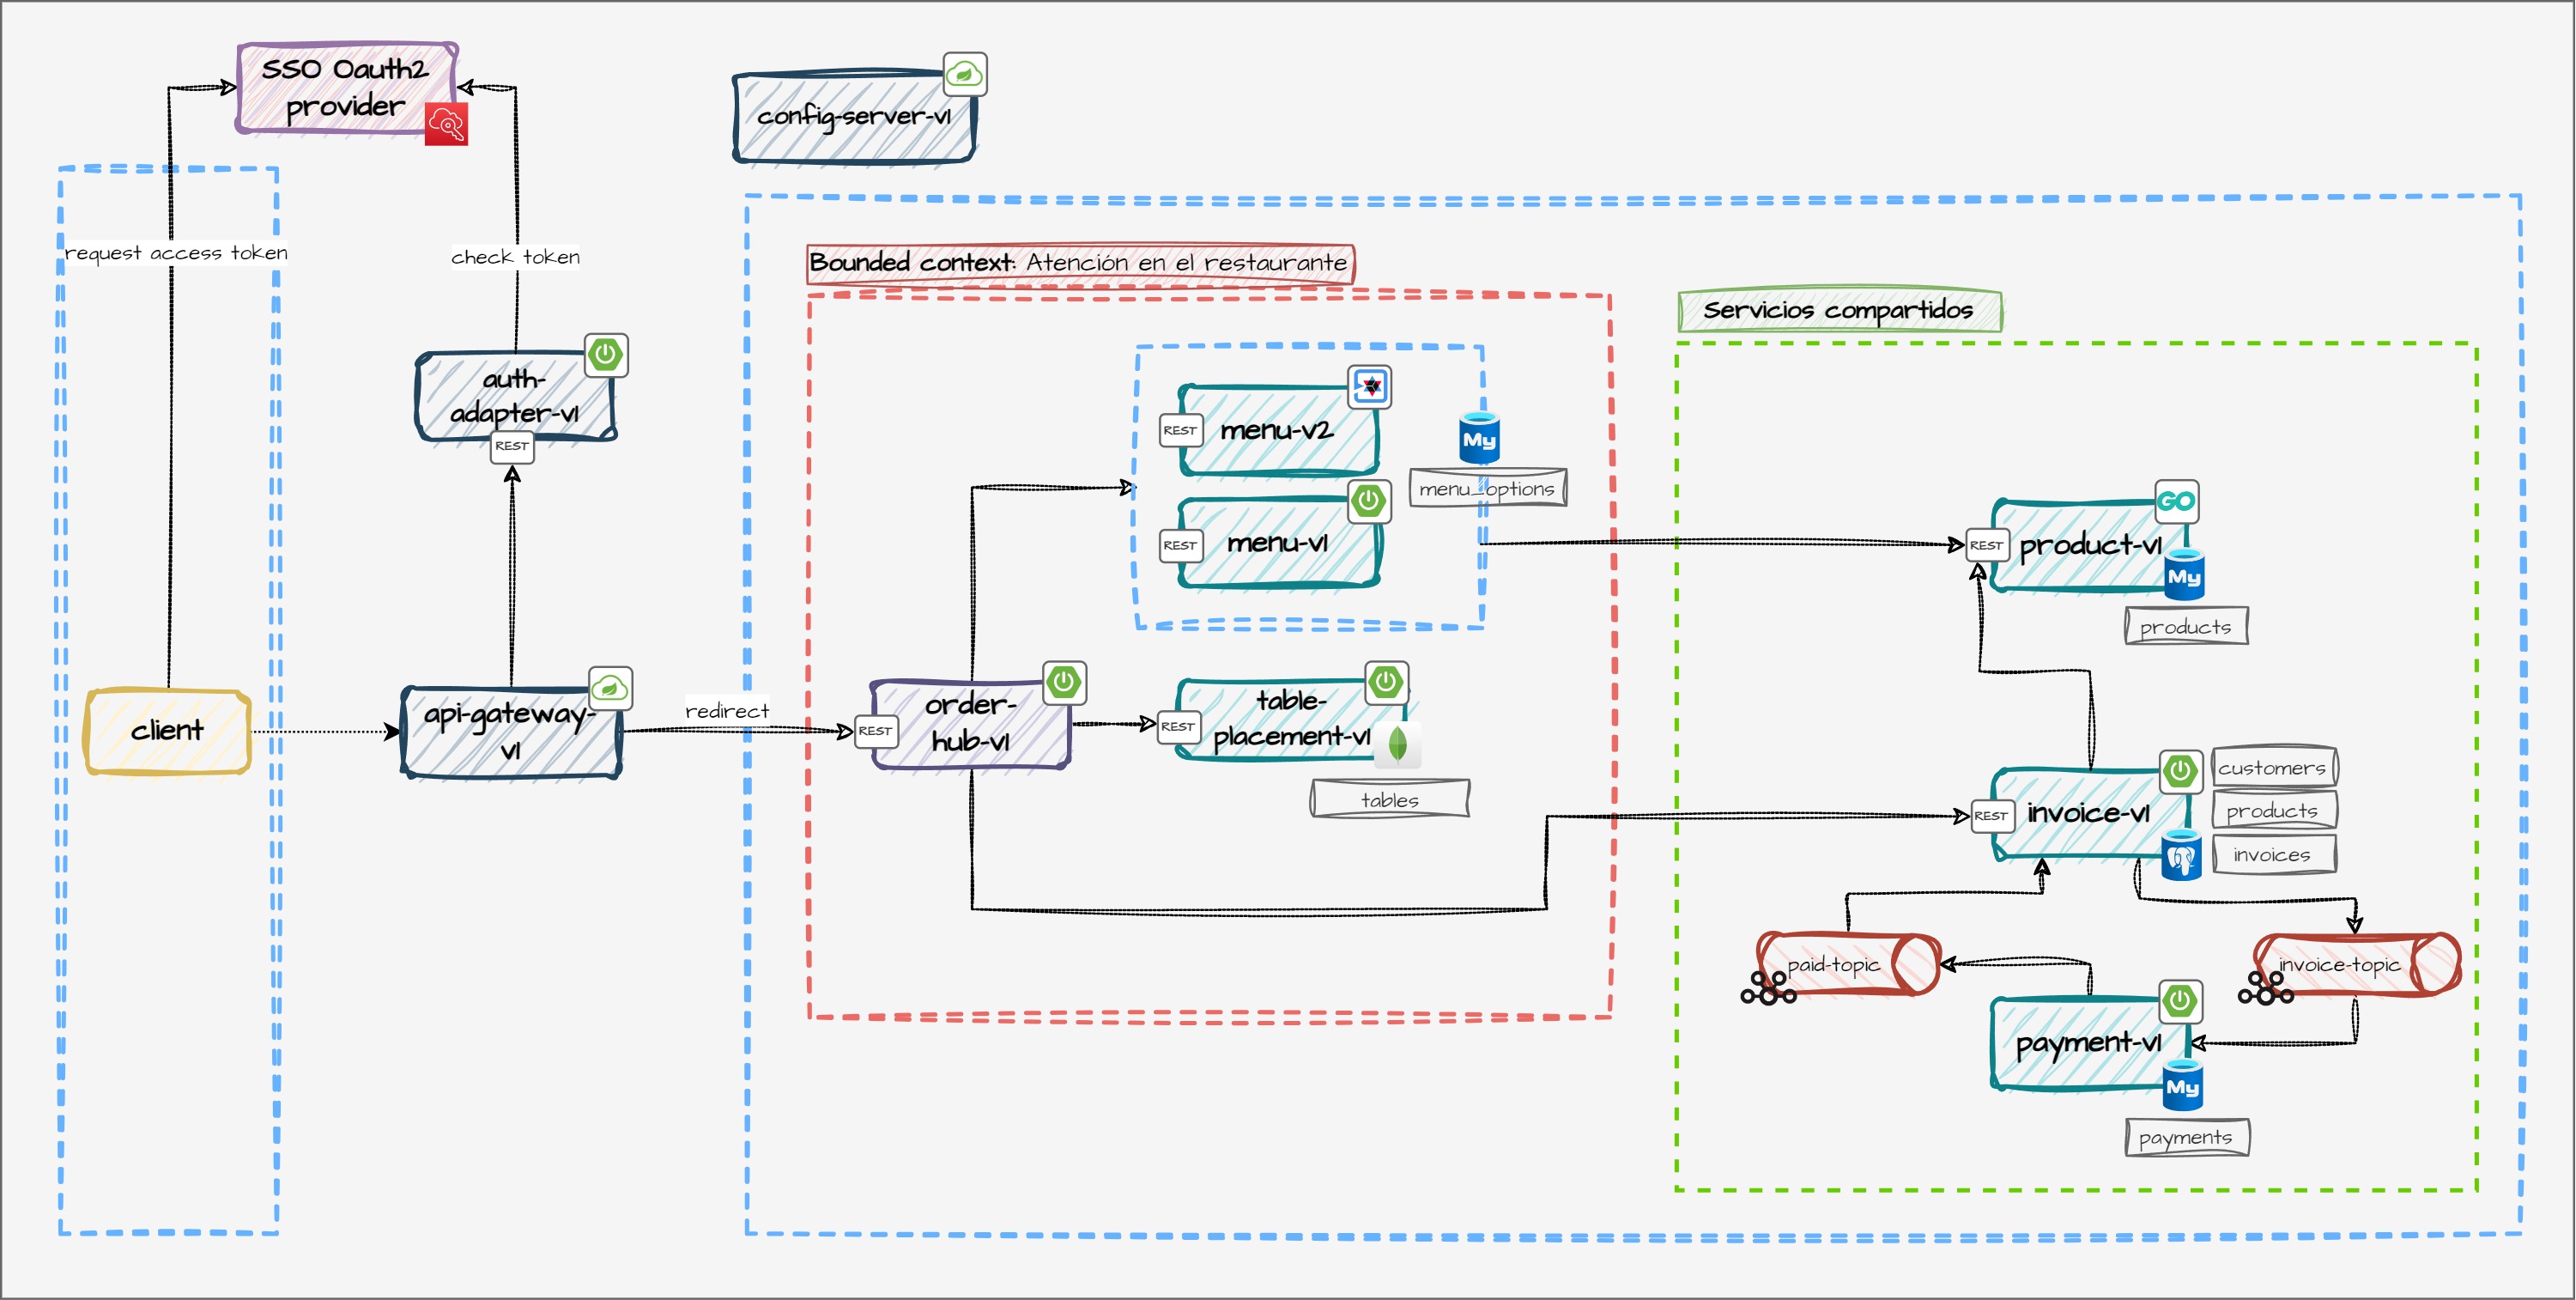 SSO Oauth2
provider
config-server-v1
request access token
check token
Bounded context: Atención en el restaurante
Servicios compartidos
auth-
adapter-v1
REST
menu-v2
REST
My
menu_options
menu-v1
REST
GO
product-v1
REST
My
products
client
api-gateway-
v1
redirect
order-
hub-v1
REST
table-
placement-v1
REST
tables
invoice-v1
REST
customers
products
invoices
paid-topic
invoice-topic
payment-v1
My
payments